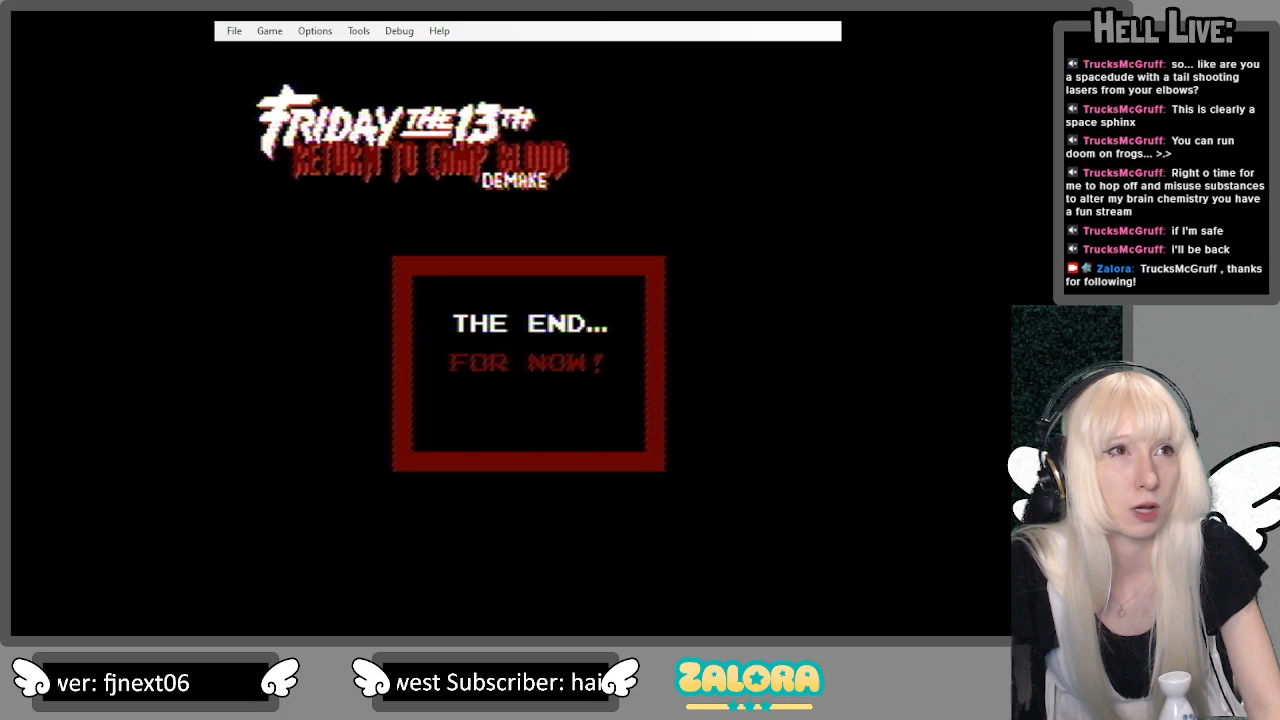 File Game Options Tools Debug Help
FRIDAY THE 13TH
RETURN TO CAMP BLOOD
DEMAKE
THE END...
FOR NOW!
HELL LIVE:
TrucksMcGruff: so... like are you
a spacedude with a tail shooting
lasers from your elbows?
TrucksMcGruff: This is clearly a
space sphinx
TrucksMcGruff: You can run
doom on frogs... >.>
TrucksMcGruff: Right o time for
me to hop off and misuse substances
to alter my brain chemistry you have
a fun stream
TrucksMcGruff: if I'm safe
TrucksMcGruff: i'll be back
Zalora: TrucksMcGruff , thanks
for following!
ver: fjnext06
west Subscriber: hai
ZALORA